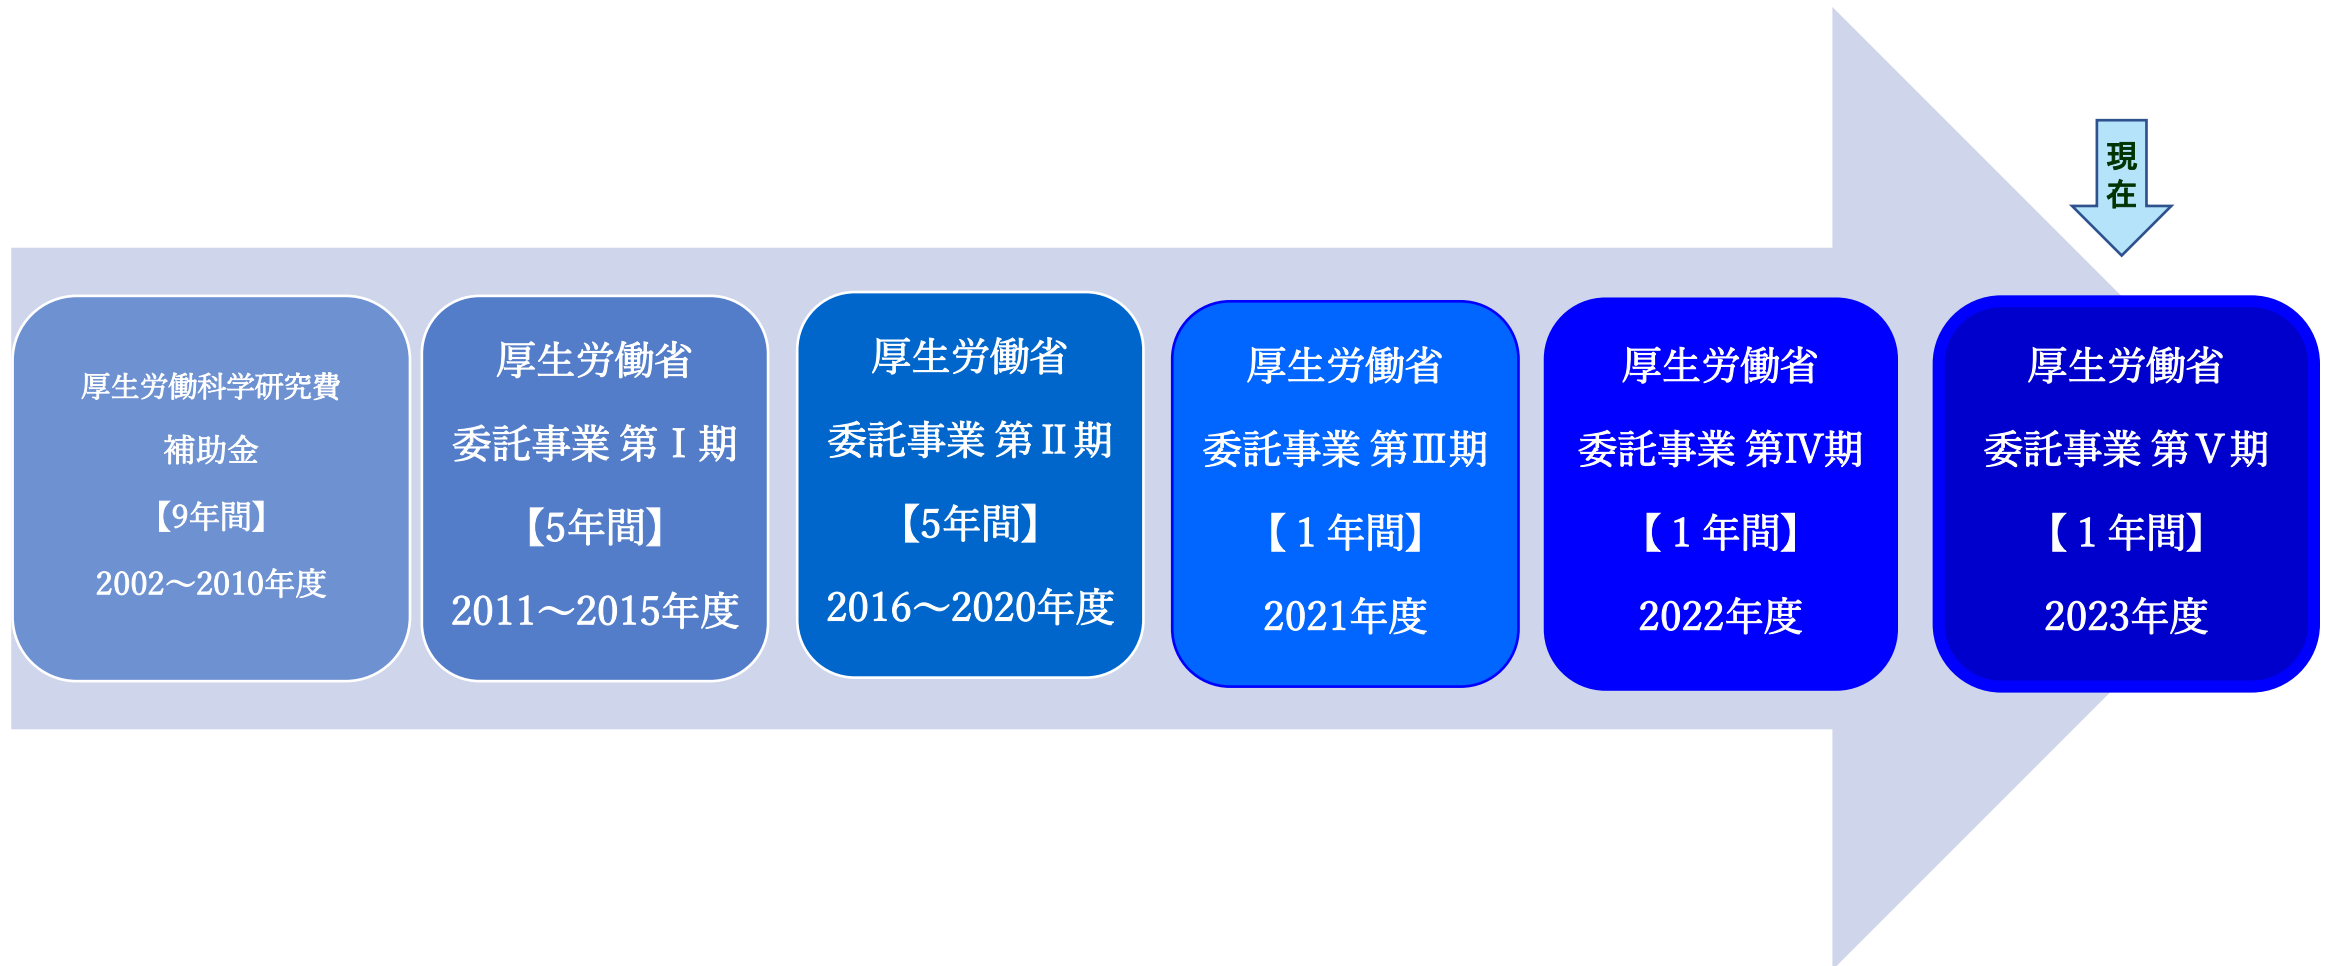 現
在
厚生労働科学研究費
補助金
【9年間】
2002～2010年度
厚生労働省
委託事業 第Ⅰ期
【5年間】
2011～2015年度
厚生労働省
委託事業 第Ⅱ期
【5年間】
2016～2020年度
厚生労働省
委託事業 第Ⅲ期
【１年間】
2021年度
厚生労働省
委託事業 第Ⅳ期
【１年間】
2022年度
厚生労働省
委託事業 第Ⅴ期
【１年間】
2023年度